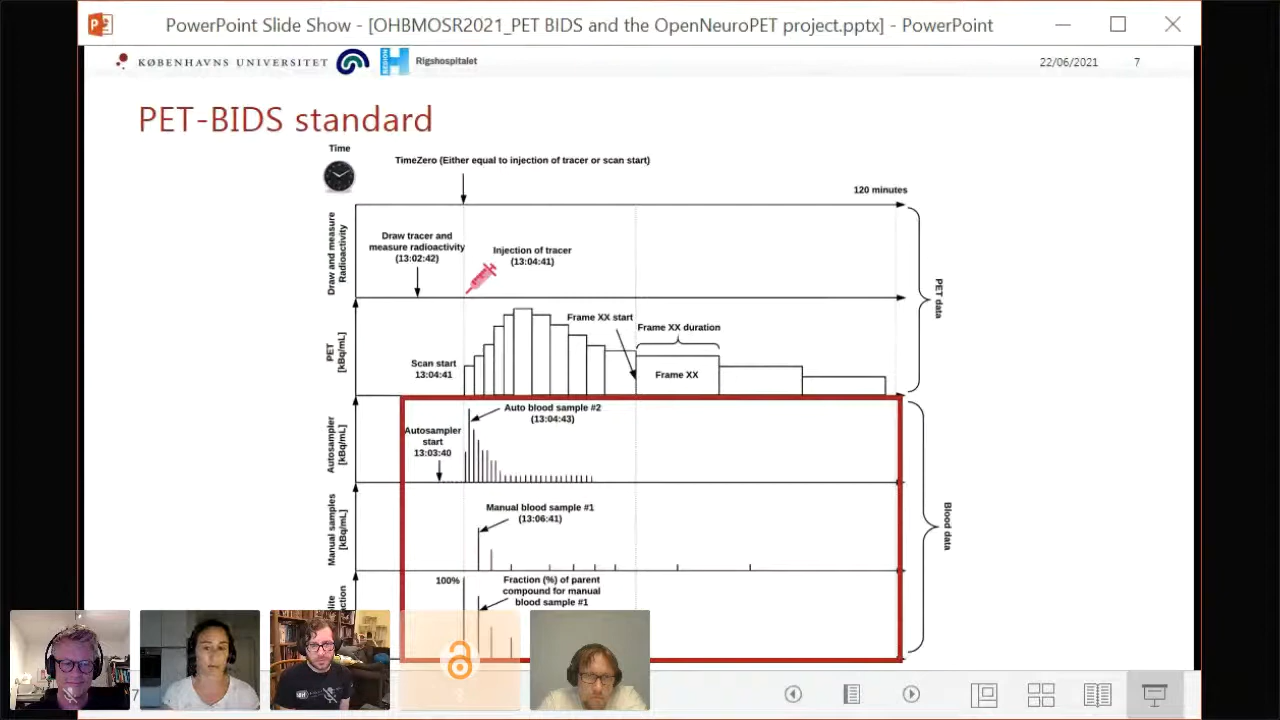 PowerPoint Slide Show - [OHBMOSR2021_PET BIDS and the OpenNeuroPET project.pptx] - PowerPoint
KØBENHAVNS UNIVERSITET
REGION
H
Rigshospitalet
22/06/2021
7
PET-BIDS standard
Time
TimeZero (Either equal to injection of tracer or scan start)
120 minutes
Draw and measure
Radioactivity
Draw tracer and
measure radioactivity
(13:02:42)
Injection of tracer
(13:04:41)
PET data
PET
[kBq/mL]
Scan start
13:04:41
Frame XX start
Frame XX duration
Frame XX
Autosampler
[kBq/mL]
Autosampler
start
13:03:40
Auto blood sample #2
(13:04:43)
Manual samples
[kBq/mL]
Manual blood sample #1
(13:06:41)
Blood data
100%
Fraction (%) of parent
compound for manual
blood sample #1
7